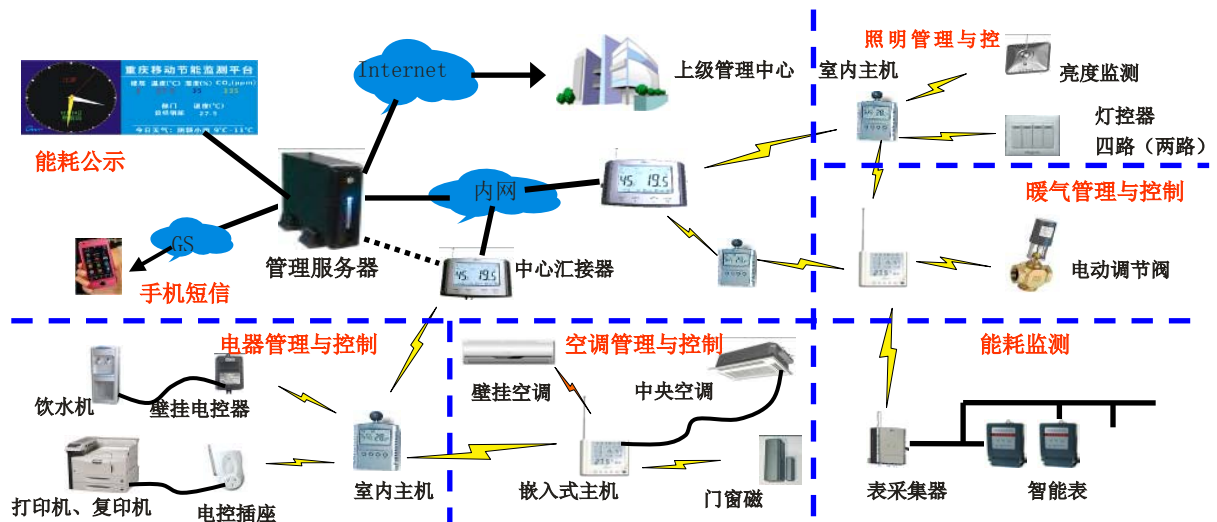 重庆移动节能监测平台
能耗公示
Internet
上级管理中心
照明管理与控
室内主机
亮度监测
灯控器
四路（两路）
内网
45 19.5
GS
管理服务器
手机短信
中心汇接器
45 19.5
暖气管理与控制
电动调节阀
电器管理与控制
饮水机
壁挂电控器
打印机、复印机
电控插座
室内主机
空调管理与控制
壁挂空调
中央空调
嵌入式主机
门窗磁
能耗监测
表采集器
智能表